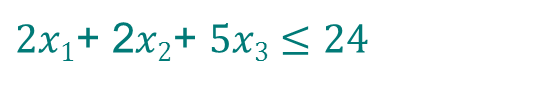 2x₁+ 2x₂+ 5x₃ ≤ 24